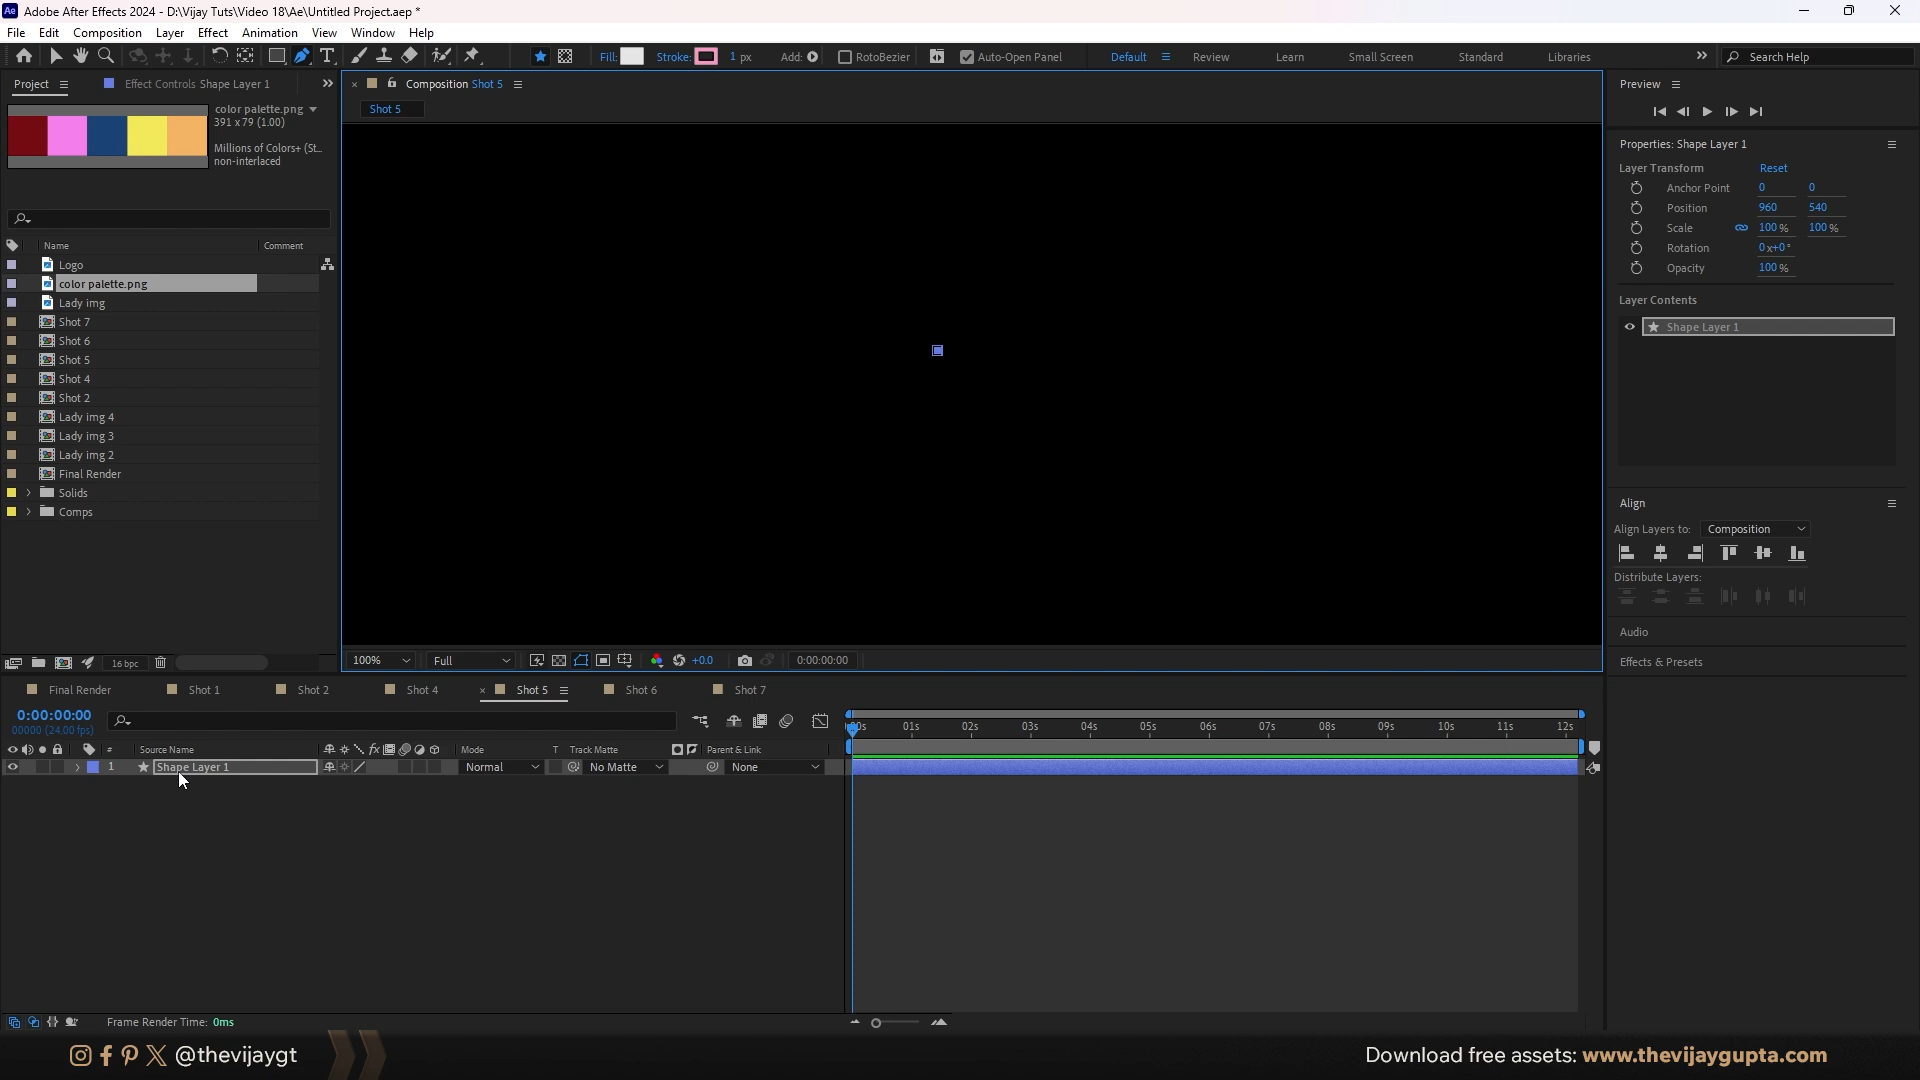 Adobe After Effects 2024 - D:\Vijay Tuts\Video 18\Ae\Untitled Project.aep *
File Edit Composition Layer Effect Animation View Window Help
Fill: Stroke: 1 px Add: RotoBezier Auto-Open Panel Default Review Learn Small Screen Standard Libraries Search Help
Project Effect Controls Shape Layer 1
Composition Shot 5
Preview
color palette.png
391 x 79 (1.00)
Millions of Colors+ (St...
non-interlaced
Shot 5
Properties: Shape Layer 1
Layer Transform Reset
Anchor Point 0 0
Position 960 540
Scale 100 % 100 %
Rotation 0 x+0 °
Opacity 100 %
Layer Contents
Shape Layer 1
Name Comment
Logo
color palette.png
Lady img
Shot 7
Shot 6
Shot 5
Shot 4
Shot 2
Lady img 4
Lady img 3
Lady img 2
Final Render
Solids
Comps
Align
Align Layers to: Composition
Distribute Layers:
Audio
Effects & Presets
16 bpc
100% Full +0.0 0:00:00:00
Final Render Shot 1 Shot 2 Shot 4 Shot 5 Shot 6 Shot 7
0:00:00:00
00000 (24.00 fps)
01s 02s 03s 04s 05s 06s 07s 08s 09s 10s 11s 12s
# Source Name fx Mode T Track Matte Parent & Link
1 Shape Layer 1 Normal No Matte None
Frame Render Time: 0ms
@thevijaygt
Download free assets: www.thevijaygupta.com